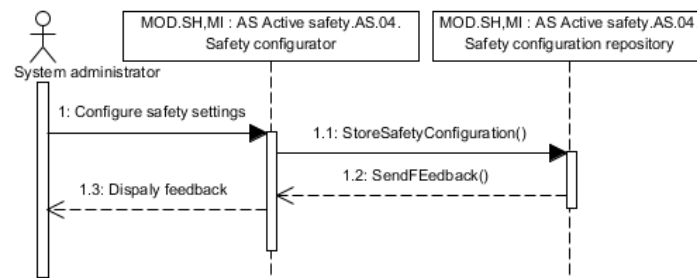 MOD.SH,MI : AS Active safety.AS.04.
Safety configurator
MOD.SH,MI : AS Active safety.AS.04
Safety configuration repository
System administrator
1: Configure safety settings
1.1: StoreSafetyConfiguration()
1.2: SendFEedback()
1.3: Dispaly feedback